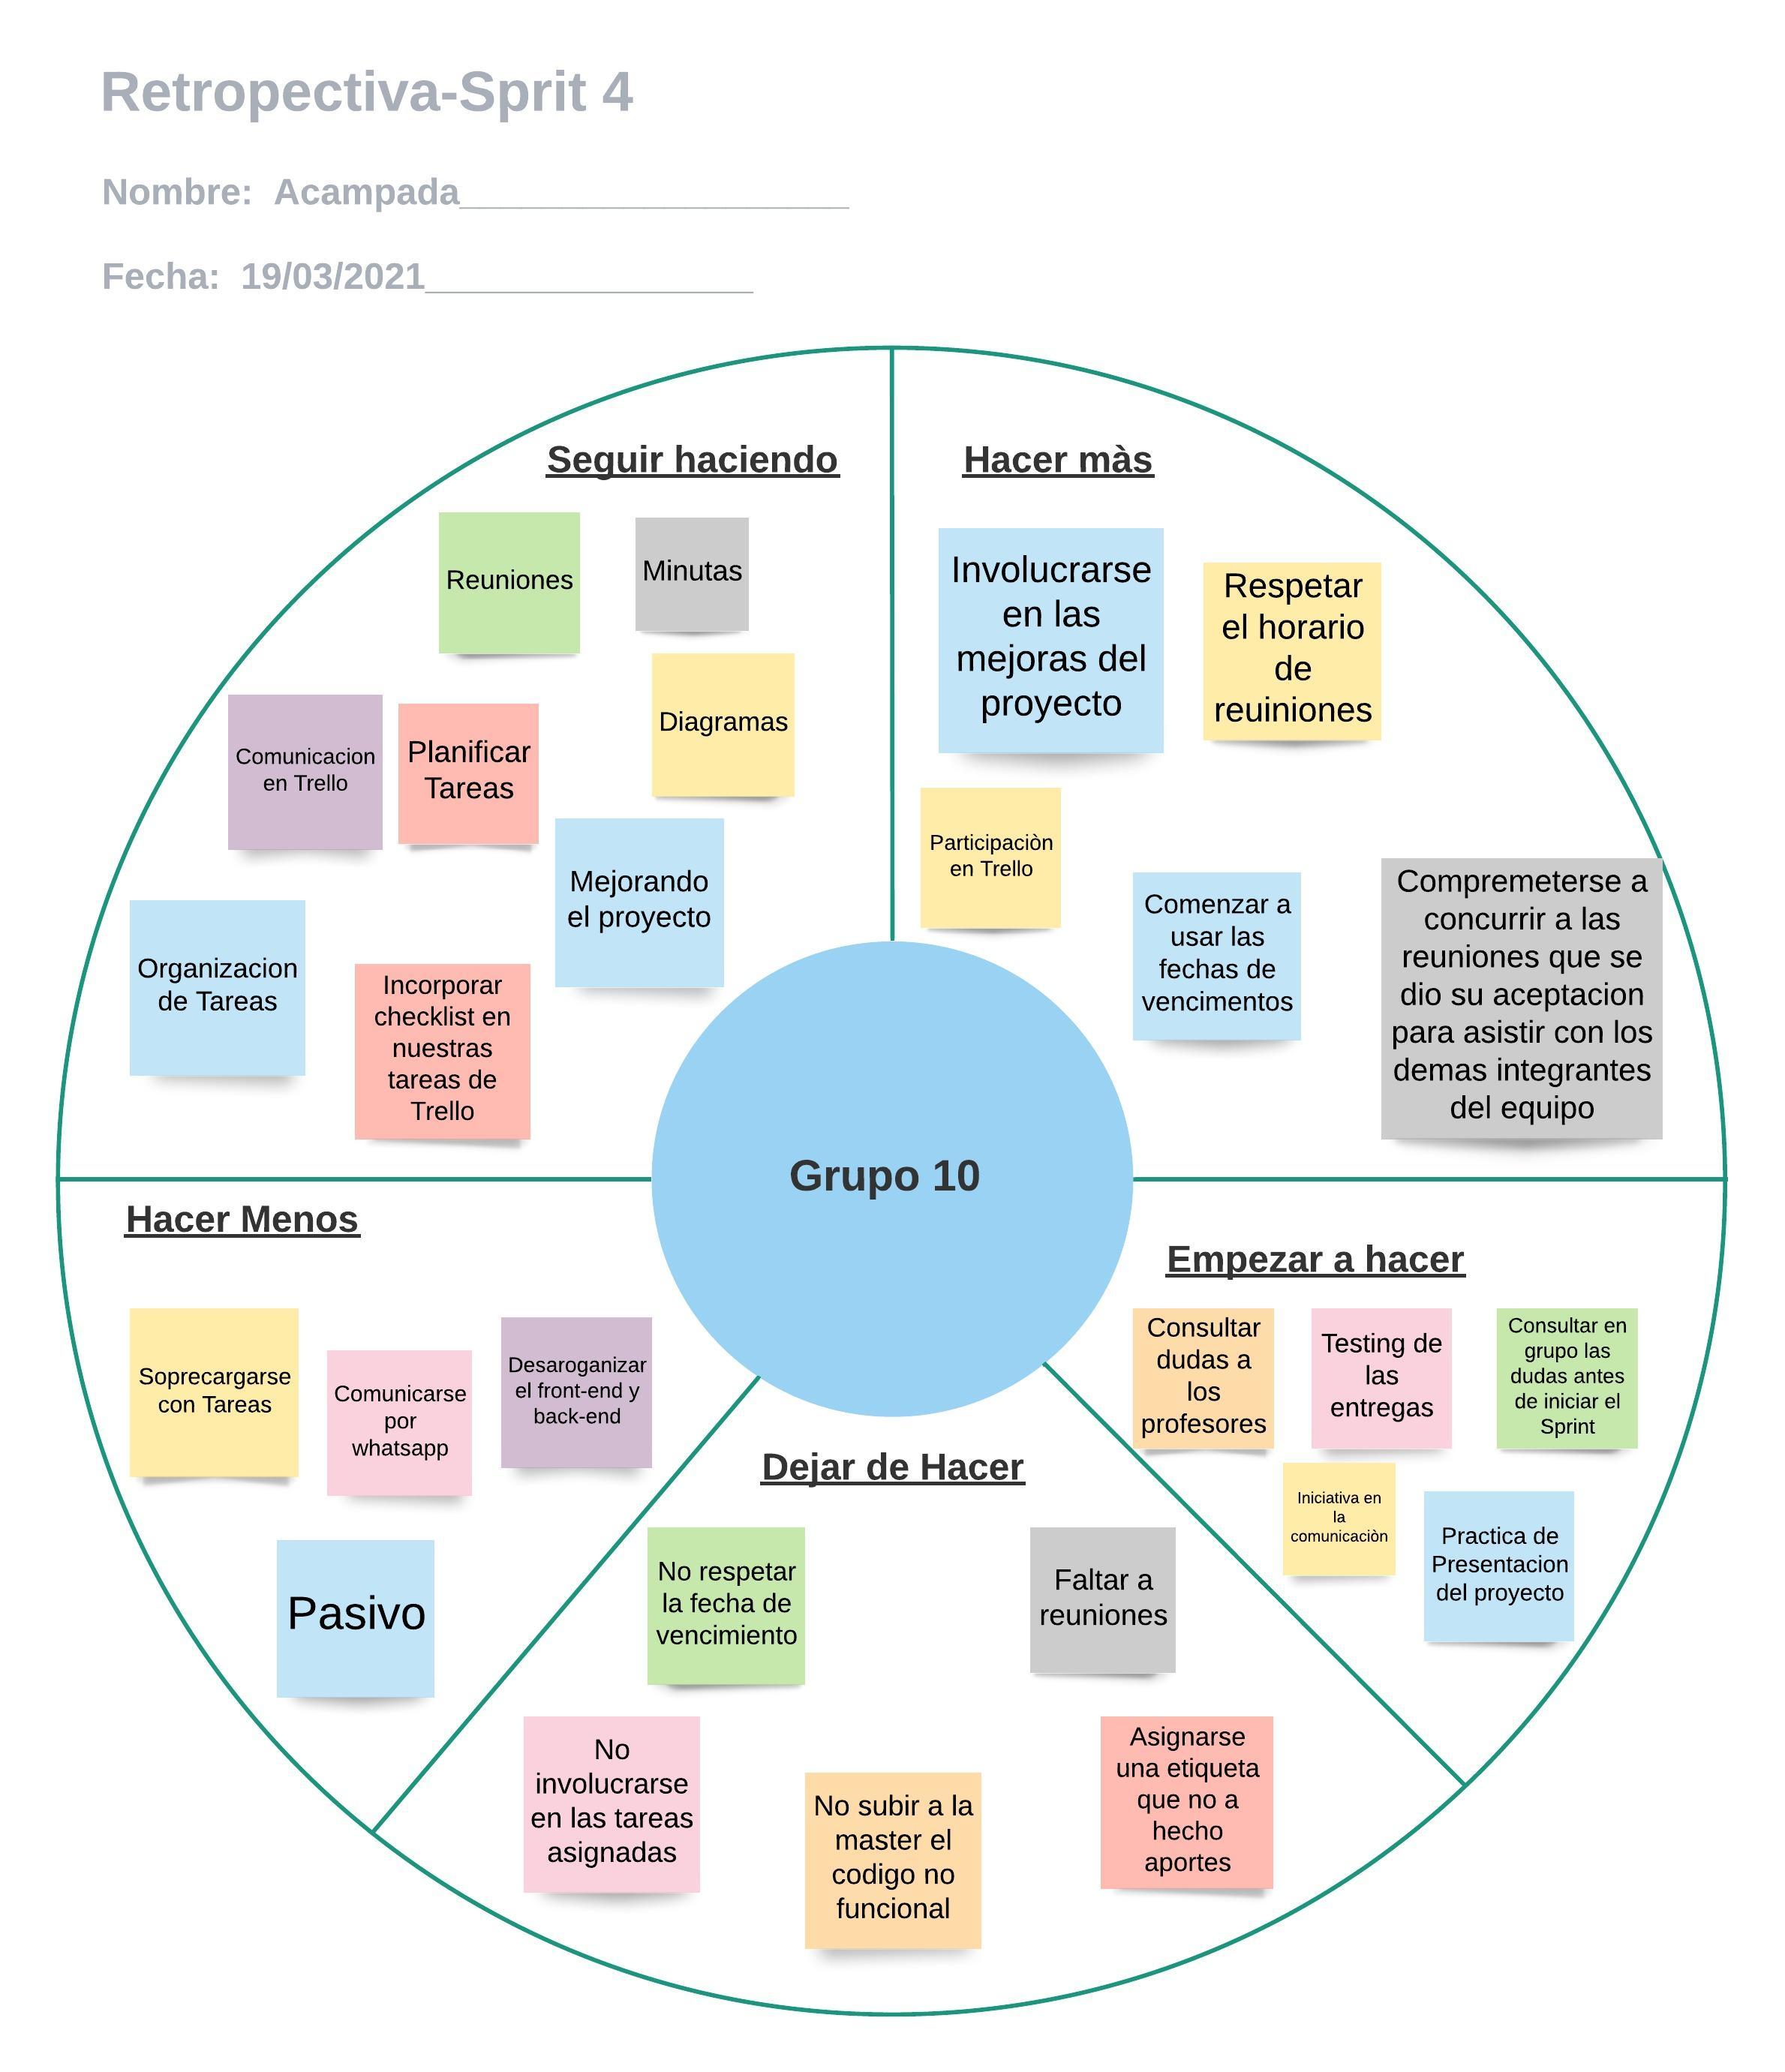 Retropectiva-Sprit 4
Nombre:  Acampada___________________
Fecha:  19/03/2021________________
Seguir haciendo
Reuniones
Minutas
Diagramas
Comunicacion
en Trello
Planificar
Tareas
Mejorando
el proyecto
Organizacion
de Tareas
Incorporar
checklist en
nuestras
tareas de
Trello
Hacer màs
Involucrarse
en las
mejoras del
proyecto
Respetar
el horario
de
reuiniones
Participaciòn
en Trello
Comenzar a
usar las
fechas de
vencimentos
Compremeterse a
concurrir a las
reuniones que se
dio su aceptacion
para asistir con los
demas integrantes
del equipo
Grupo 10
Hacer Menos
Soprecargarse
con Tareas
Comunicarse
por
whatsapp
Desaroganizar
el front-end y
back-end
Pasivo
Empezar a hacer
Consultar
dudas a
los
profesores
Testing de
las
entregas
Consultar en
grupo las
dudas antes
de iniciar el
Sprint
Iniciativa en
la
comunicaciòn
Practica de
Presentacion
del proyecto
Dejar de Hacer
No respetar
la fecha de
vencimiento
Faltar a
reuniones
No
involucrarse
en las tareas
asignadas
No subir a la
master el
codigo no
funcional
Asignarse
una etiqueta
que no a
hecho
aportes